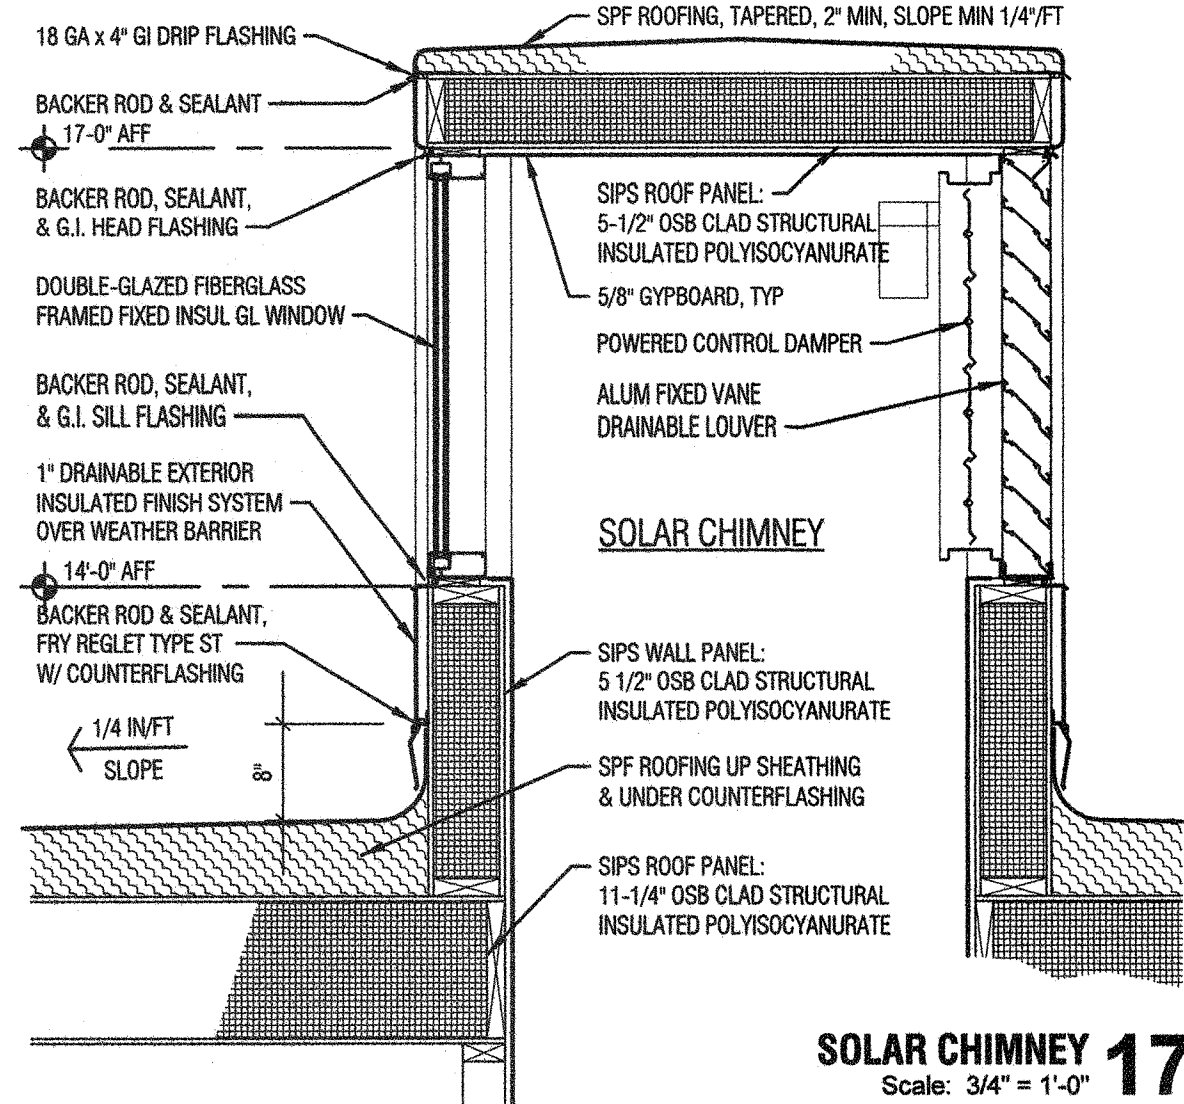 SPF ROOFING, TAPERED, 2" MIN, SLOPE MIN 1/4"/FT
18 GA x 4" GI DRIP FLASHING
BACKER ROD & SEALANT
17-0" AFF
BACKER ROD, SEALANT,
& G.I. HEAD FLASHING
DOUBLE-GLAZED FIBERGLASS
FRAMED FIXED INSUL GL WINDOW
BACKER ROD, SEALANT,
& G.I. SILL FLASHING
1" DRAINABLE EXTERIOR
INSULATED FINISH SYSTEM
OVER WEATHER BARRIER
14'-0" AFF
BACKER ROD & SEALANT,
FRY REGLET TYPE ST
W/ COUNTERFLASHING
1/4 IN/FT
SLOPE
8"
SIPS ROOF PANEL:
5-1/2" OSB CLAD STRUCTURAL
INSULATED POLYISOCYANURATE
5/8" GYPBOARD, TYP
POWERED CONTROL DAMPER
ALUM FIXED VANE
DRAINABLE LOUVER
SOLAR CHIMNEY
SIPS WALL PANEL:
5 1/2" OSB CLAD STRUCTURAL
INSULATED POLYISOCYANURATE
SPF ROOFING UP SHEATHING
& UNDER COUNTERFLASHING
SIPS ROOF PANEL:
11-1/4" OSB CLAD STRUCTURAL
INSULATED POLYISOCYANURATE
SOLAR CHIMNEY 17
Scale: 3/4" = 1'-0"